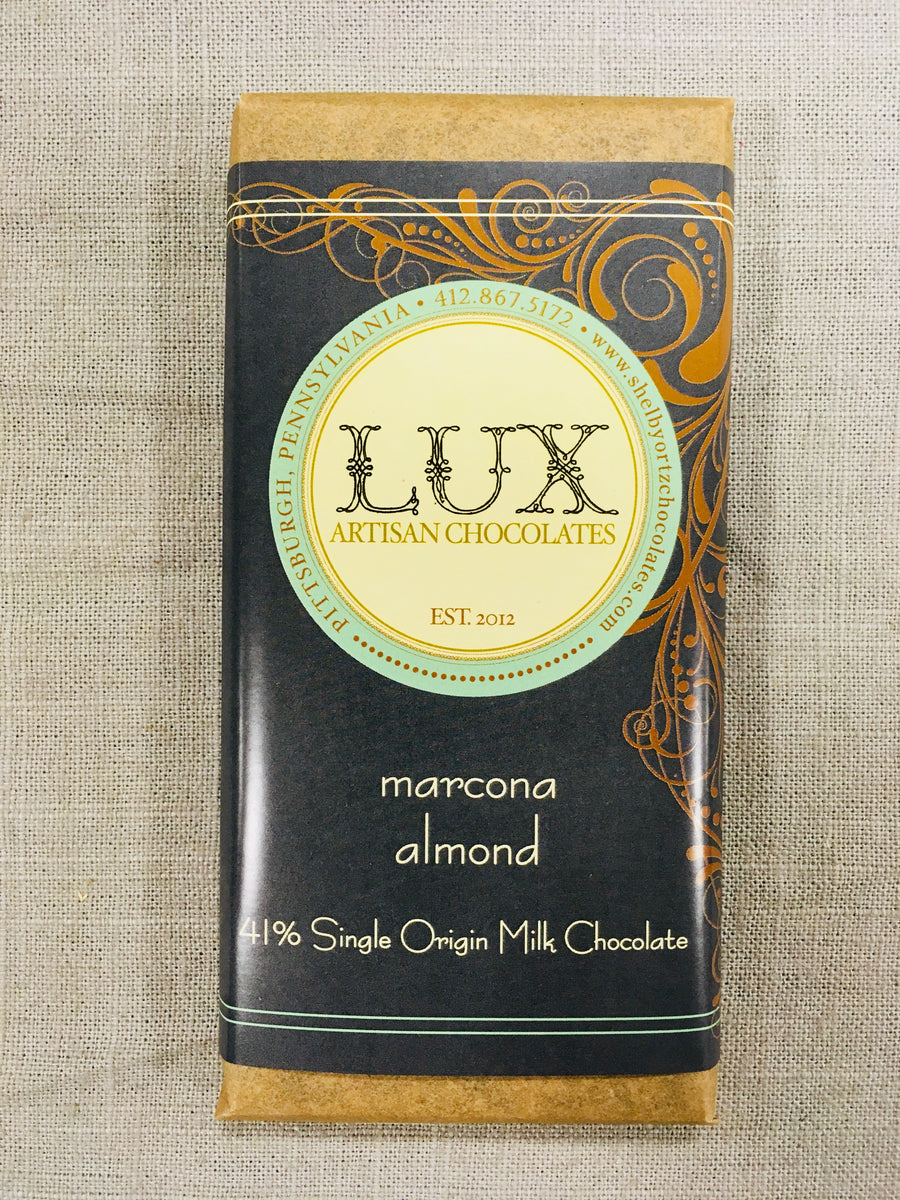 PITTSBURGH, PENNSYLVANIA • 412.867.5172 • www.shelbyortzchocolates.com
LUX
ARTISAN CHOCOLATES
EST. 2012
marcona
almond
41% Single Origin Milk Chocolate